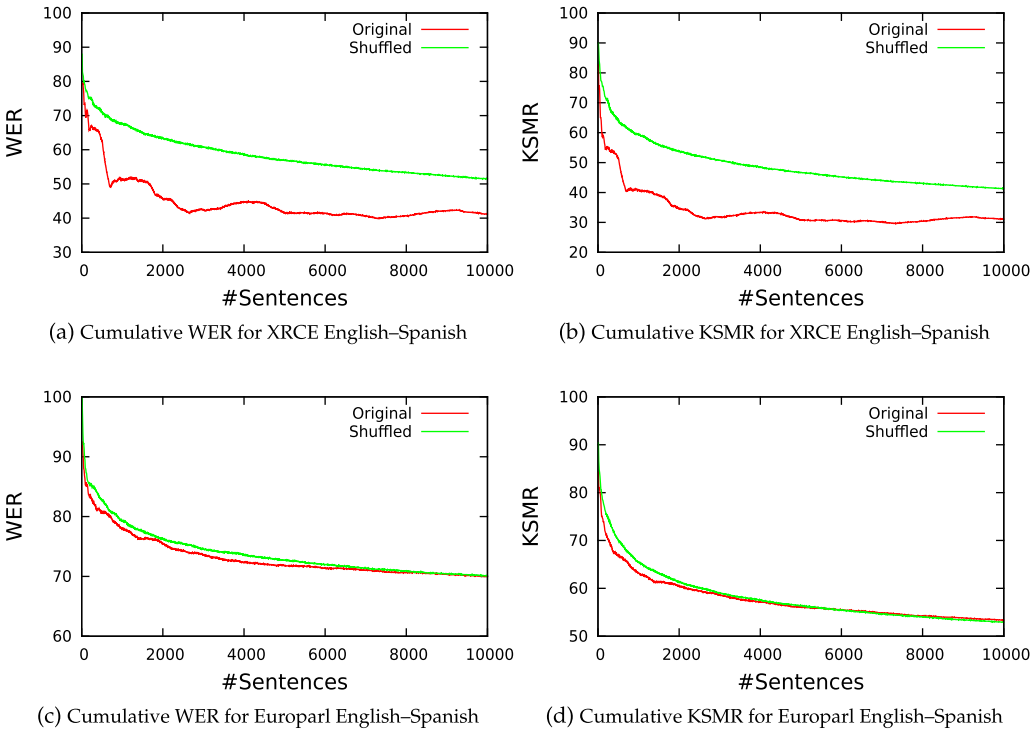 100
90
80
70
60
50
40
30
WER
Original
Shuffled
0 2000 4000 6000 8000 10000
#Sentences
(a) Cumulative WER for XRCE English–Spanish
100
90
80
70
60
50
40
30
20
KSMR
Original
Shuffled
0 2000 4000 6000 8000 10000
#Sentences
(b) Cumulative KSMR for XRCE English–Spanish
100
90
80
70
60
WER
Original
Shuffled
0 2000 4000 6000 8000 10000
#Sentences
(c) Cumulative WER for Europarl English–Spanish
100
90
80
70
60
50
KSMR
Original
Shuffled
0 2000 4000 6000 8000 10000
#Sentences
(d) Cumulative KSMR for Europarl English–Spanish